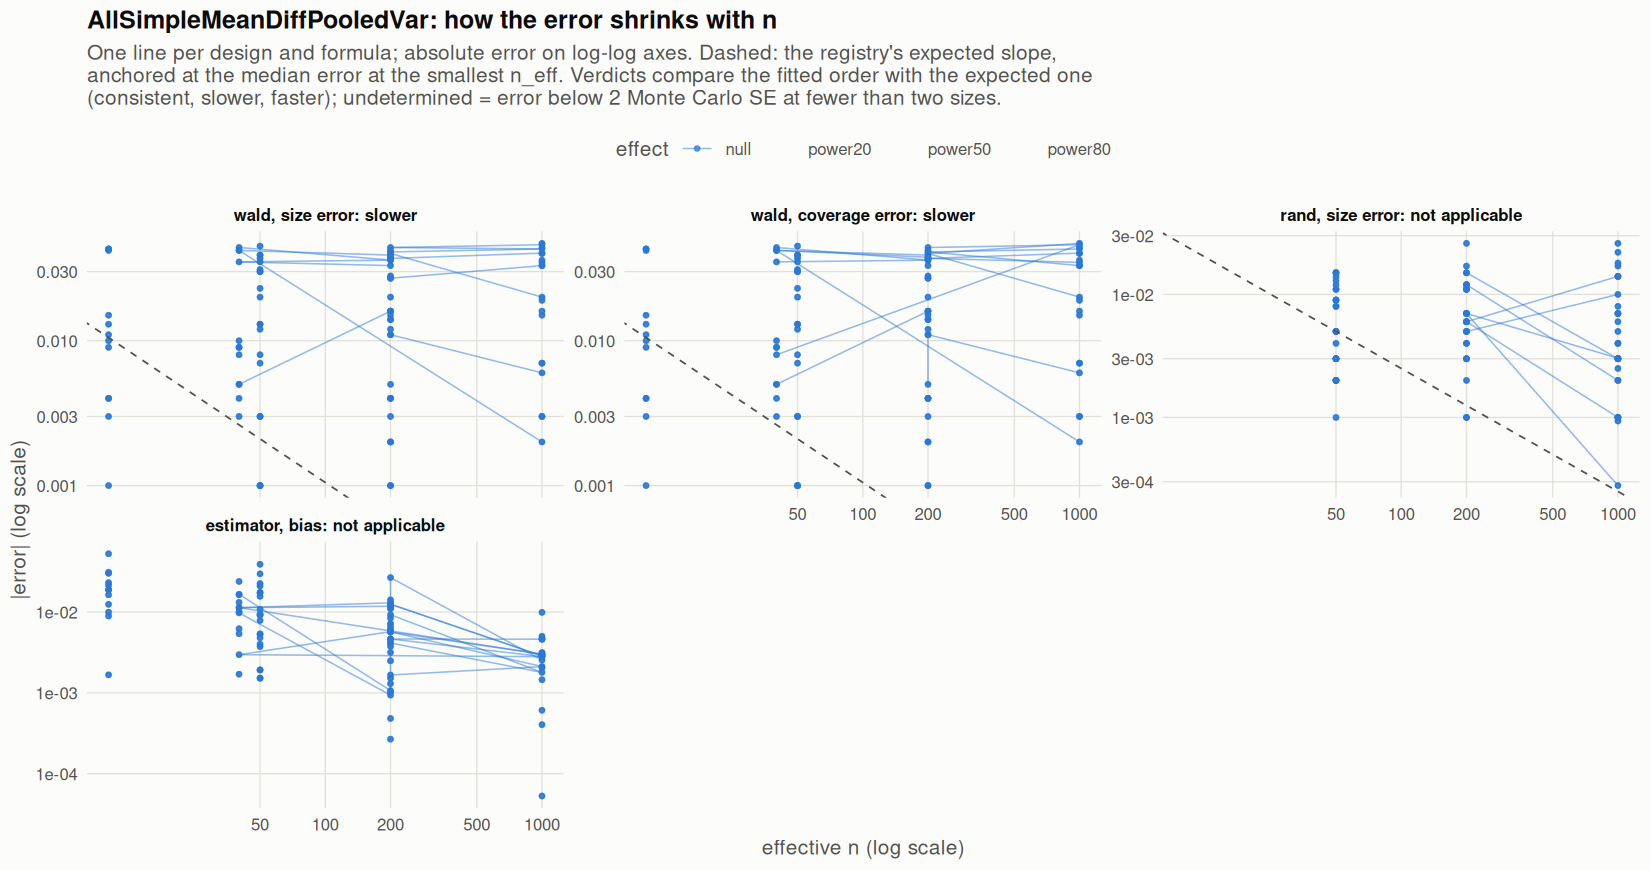 AllSimpleMeanDiffPooledVar: how the error shrinks with n
One line per design and formula; absolute error on log-log axes. Dashed: the registry's expected slope,
anchored at the median error at the smallest n_eff. Verdicts compare the fitted order with the expected one
(consistent, slower, faster); undetermined = error below 2 Monte Carlo SE at fewer than two sizes.
effect null power20 power50 power80
wald, size error: slower
0.030
0.010
0.003
0.001
wald, coverage error: slower
0.030
0.010
0.003
0.001
50 100 200 500 1000
rand, size error: not applicable
3e-02
1e-02
3e-03
1e-03
3e-04
50 100 200 500 1000
estimator, bias: not applicable
1e-02
1e-03
1e-04
50 100 200 500 1000
|error| (log scale)
effective n (log scale)